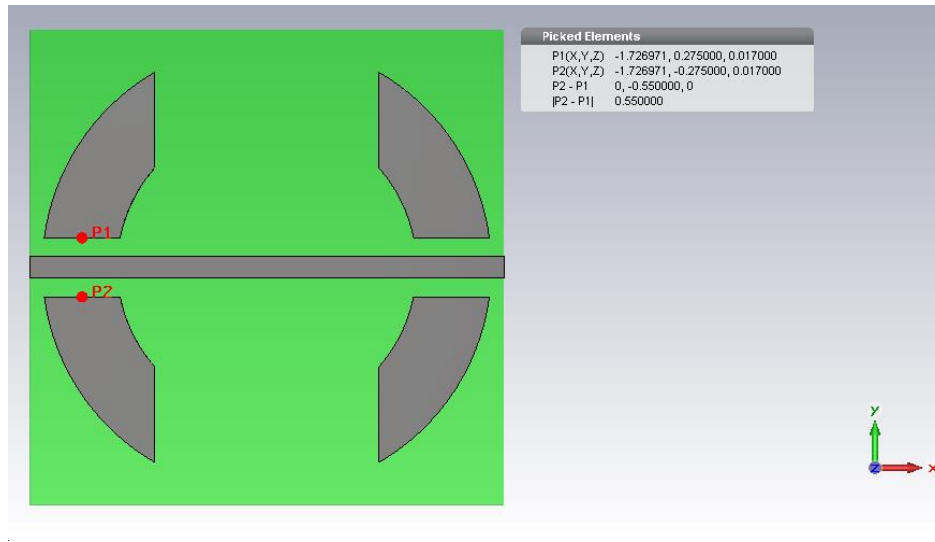 Picked Elements
P1(X,Y,Z) -1.726971, 0.275000, 0.017000
P2(X,Y,Z) -1.726971, -0.275000, 0.017000
P2 - P1 0, -0.550000, 0
|P2 - P1| 0.550000
P1
P2
y
z
x